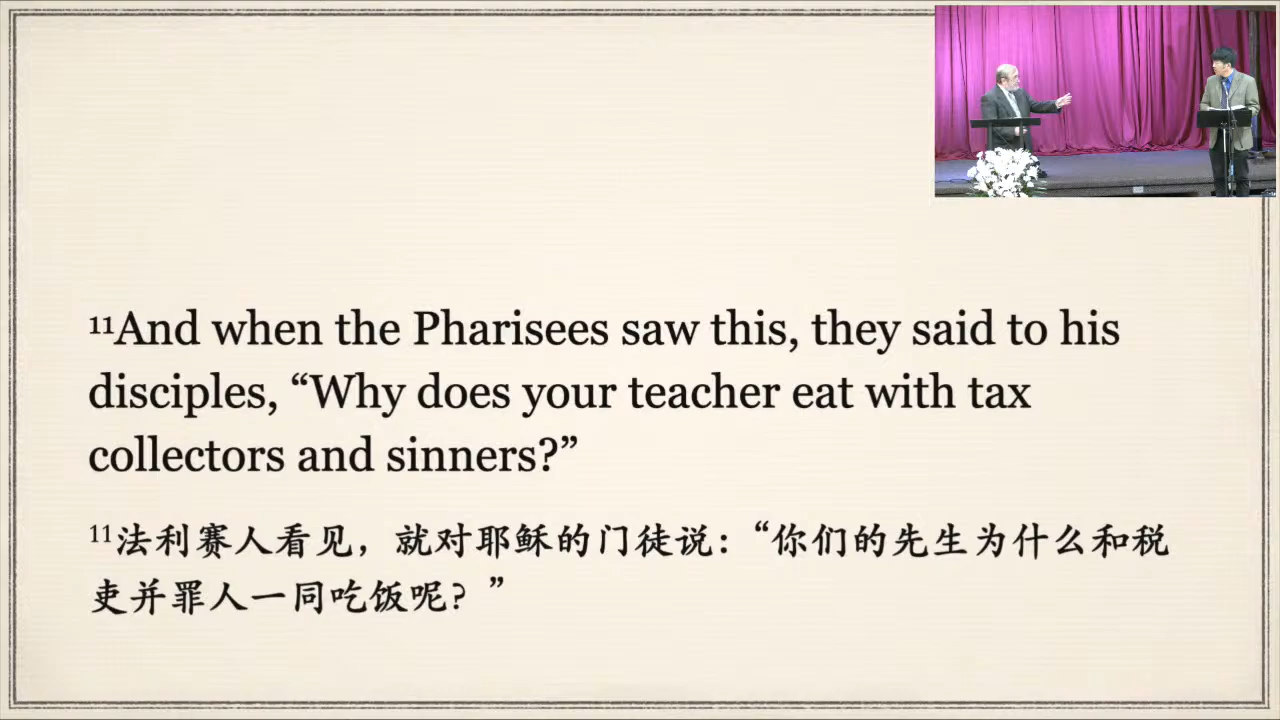 ¹¹And when the Pharisees saw this, they said to his
disciples, “Why does your teacher eat with tax
collectors and sinners?”
¹¹法利赛人看见，就对耶稣的门徒说：“你们的先生为什么和税
吏并罪人一同吃饭呢？”